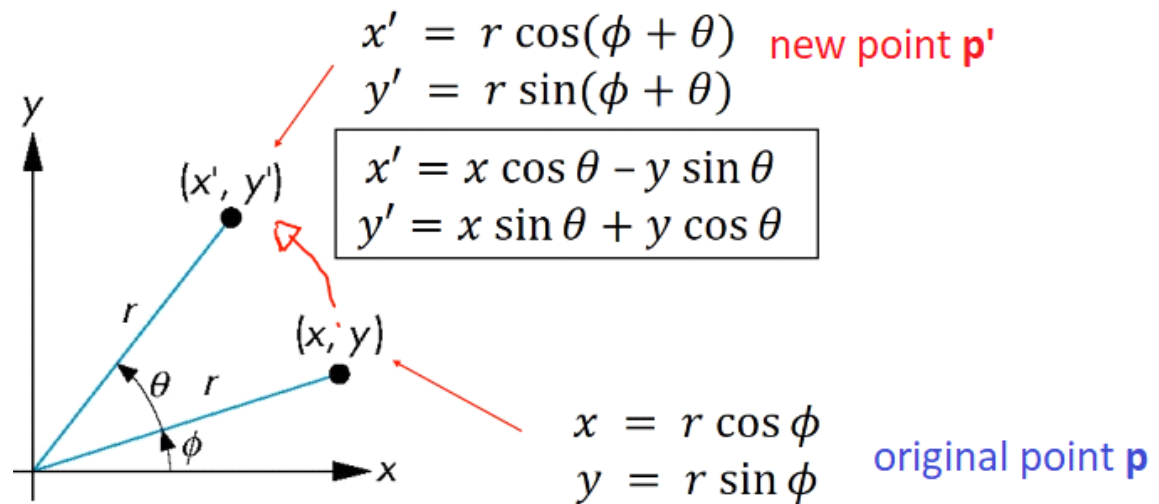 x′ = r cos(ϕ + θ)
new point p'
y′ = r sin(ϕ + θ)
y
(x', y')
x′ = x cos θ – y sin θ
y′ = x sin θ + y cos θ
r
(x, y)
θ
r
ϕ
x
x = r cos ϕ
y = r sin ϕ
original point p